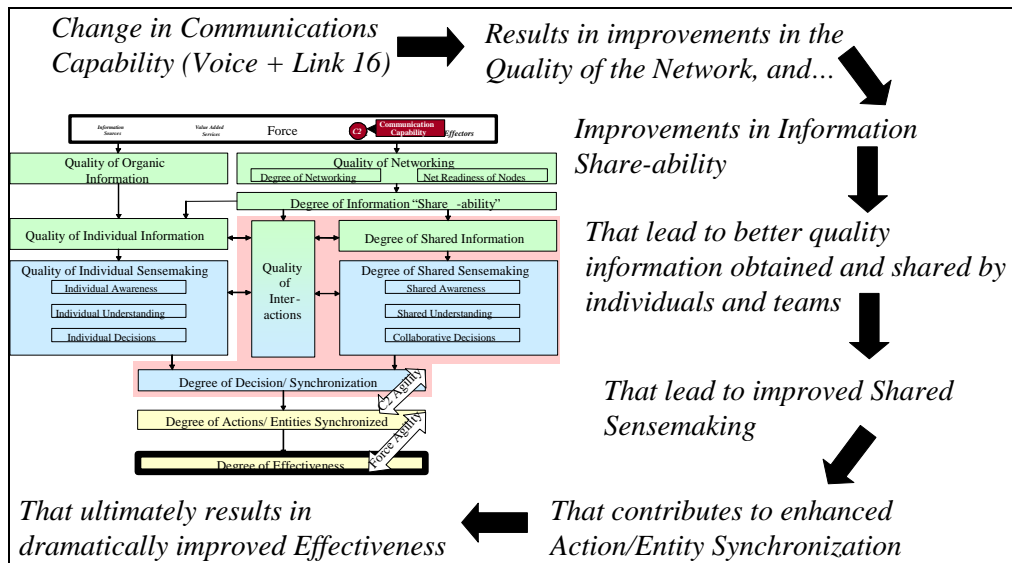 Change in Communications
Capability (Voice + Link 16)
Results in improvements in the
Quality of the Network, and…
Improvements in Information
Share-ability
That lead to better quality
information obtained and shared by
individuals and teams
That lead to improved Shared
Sensemaking
That contributes to enhanced
Action/Entity Synchronization
That ultimately results in
dramatically improved Effectiveness
Information
Sources
Value Added
Services
Force
C2
Communication
Capability
Effectors
Quality of Organic
Information
Quality of Networking
Degree of Networking
Net Readiness of Nodes
Degree of Information “Share -ability”
Quality of Individual Information
Quality
of
Inter-
actions
Degree of Shared Information
Quality of Individual Sensemaking
Individual Awareness
Individual Understanding
Individual Decisions
Degree of Shared Sensemaking
Shared Awareness
Shared Understanding
Collaborative Decisions
Degree of Decision/ Synchronization
C2 Agility
Degree of Actions/ Entities Synchronized
Force Agility
Degree of Effectiveness